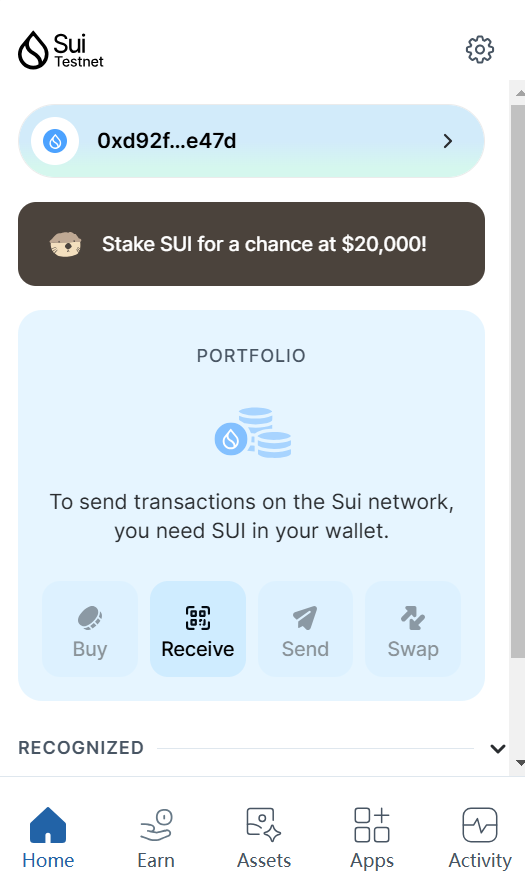 Sui
Testnet
0xd92f...e47d
Stake SUI for a chance at $20,000!
PORTFOLIO
To send transactions on the Sui network,
you need SUI in your wallet.
Buy
Receive
Send
Swap
RECOGNIZED
Home
Earn
Assets
Apps
Activity